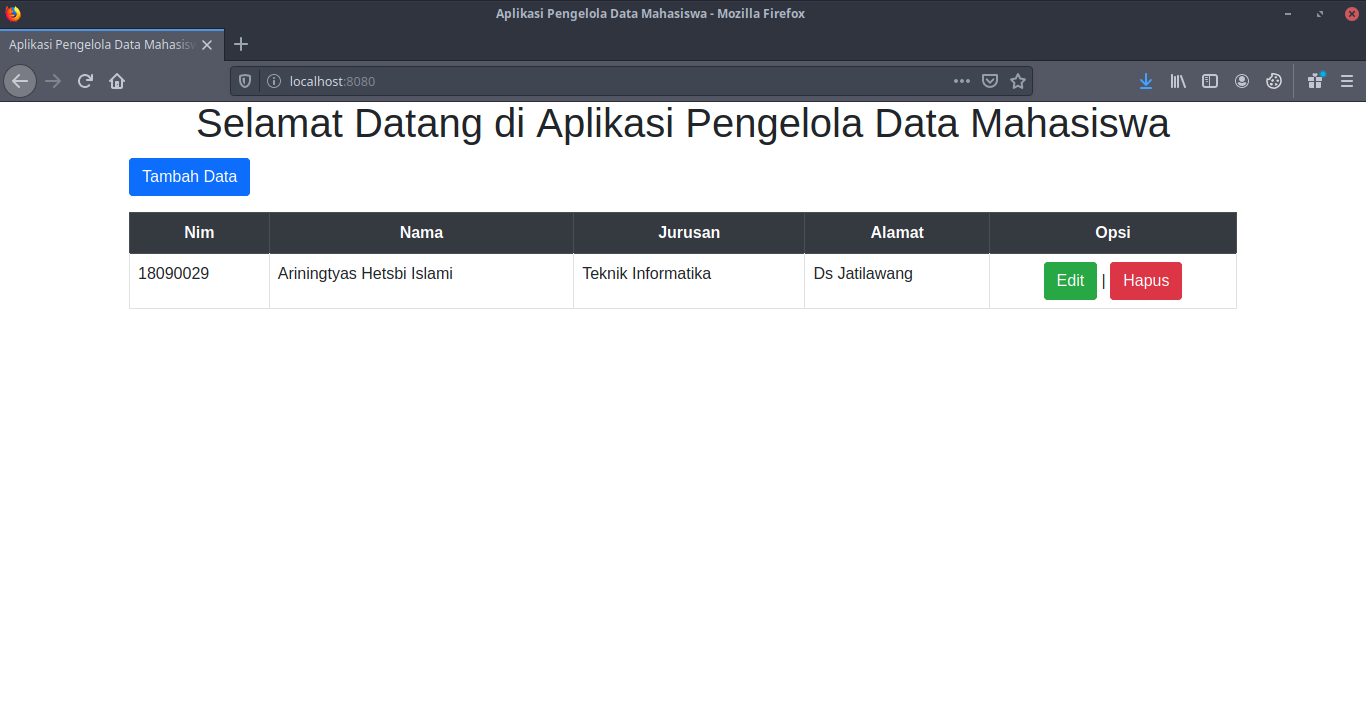 Aplikasi Pengelola Data Mahasiswa - Mozilla Firefox
Aplikasi Pengelola Data Mahasisw
localhost:8080
Selamat Datang di Aplikasi Pengelola Data Mahasiswa
Tambah Data
Nim Nama Jurusan Alamat Opsi
18090029 Ariningtyas Hetsbi Islami Teknik Informatika Ds Jatilawang Edit | Hapus